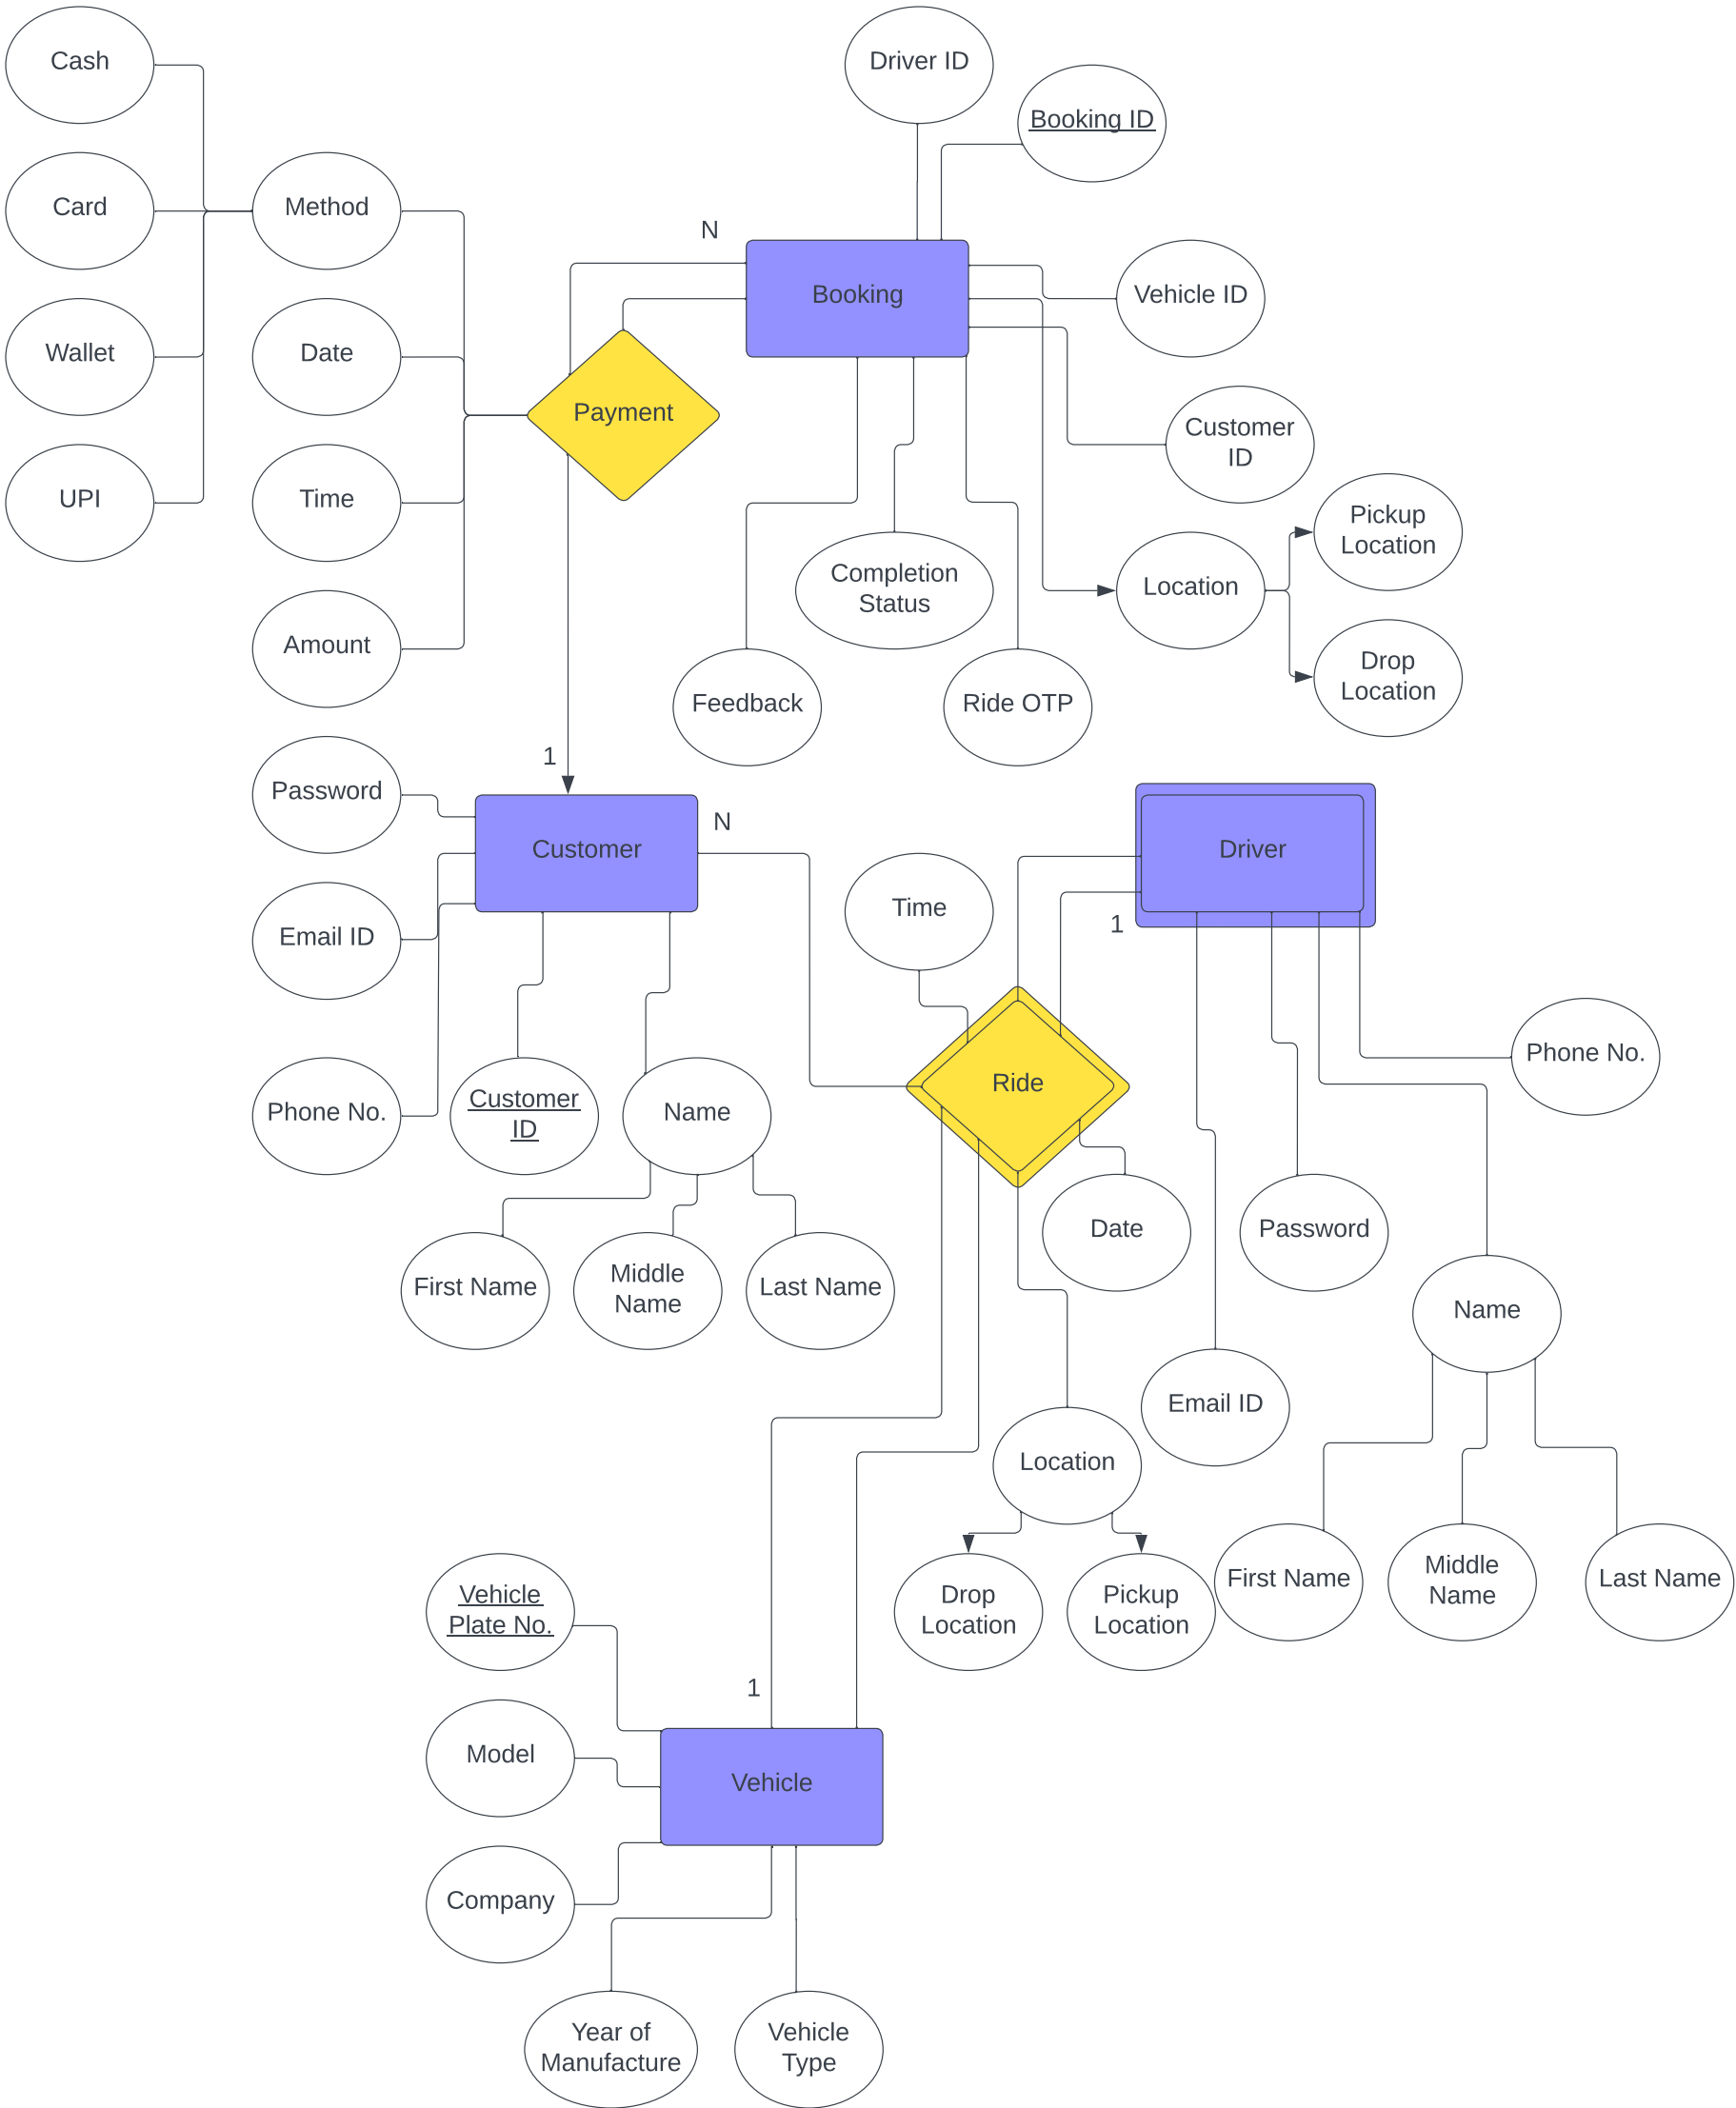 Cash
Driver ID
Booking ID
Card
Method
N
Booking
Vehicle ID
Wallet
Date
Payment
Customer
ID
UPI
Time
Pickup
Location
Completion
Status
Location
Amount
Drop
Location
Feedback
Ride OTP
1
Password
N
Customer
Driver
Time
1
Email ID
Phone No.
Ride
Phone No.
Customer
ID
Name
Date
Password
First Name
Middle
Name
Last Name
Name
Email ID
Location
Vehicle
Plate No.
Drop
Location
Pickup
Location
First Name
Middle
Name
Last Name
1
Model
Vehicle
Company
Year of
Manufacture
Vehicle
Type